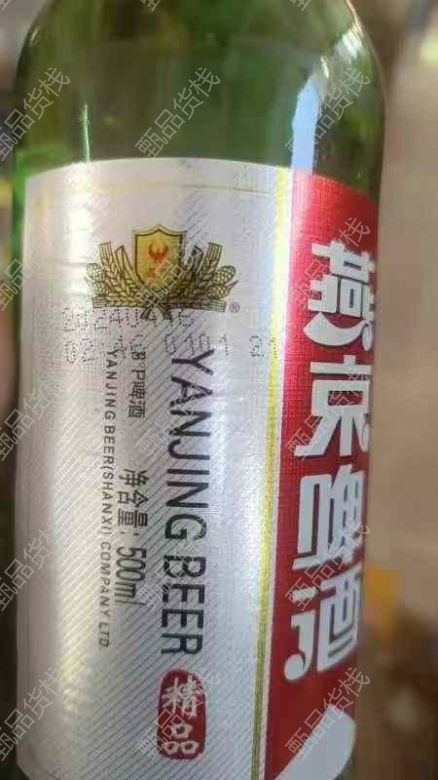 燕京啤酒
YANJING BEER
精品
8°P啤酒 净含量：500ml
YANJING BEER(SHANXI) COMPANY LTD.
®
甄品货栈